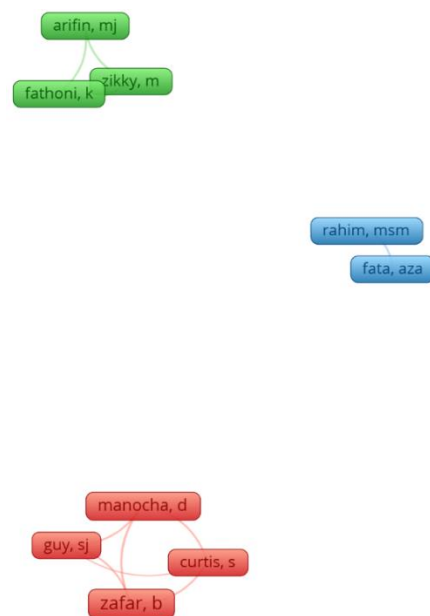 arifin, mj
zikky, m
fathoni, k
rahim, msm
fata, aza
manocha, d
guy, sj
curtis, s
zafar, b